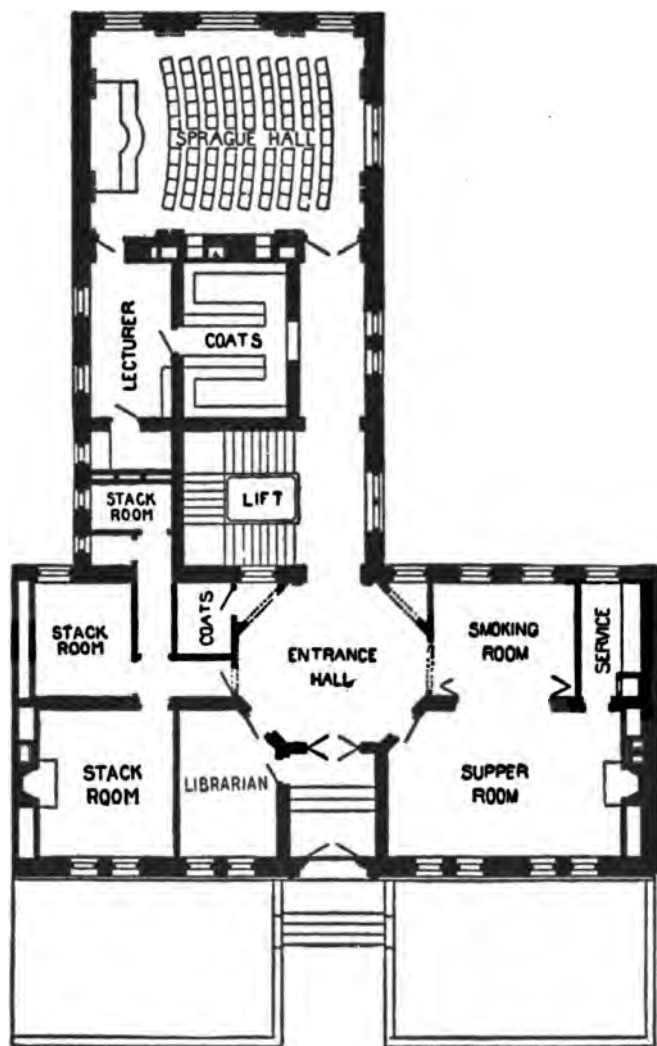 SPRAGUE HALL
LECTURER
COATS
LIFT
STACK
ROOM
STACK
ROOM
COATS
ENTRANCE
HALL
SMOKING
ROOM
SERVICE
STACK
ROOM
LIBRARIAN
SUPPER
ROOM